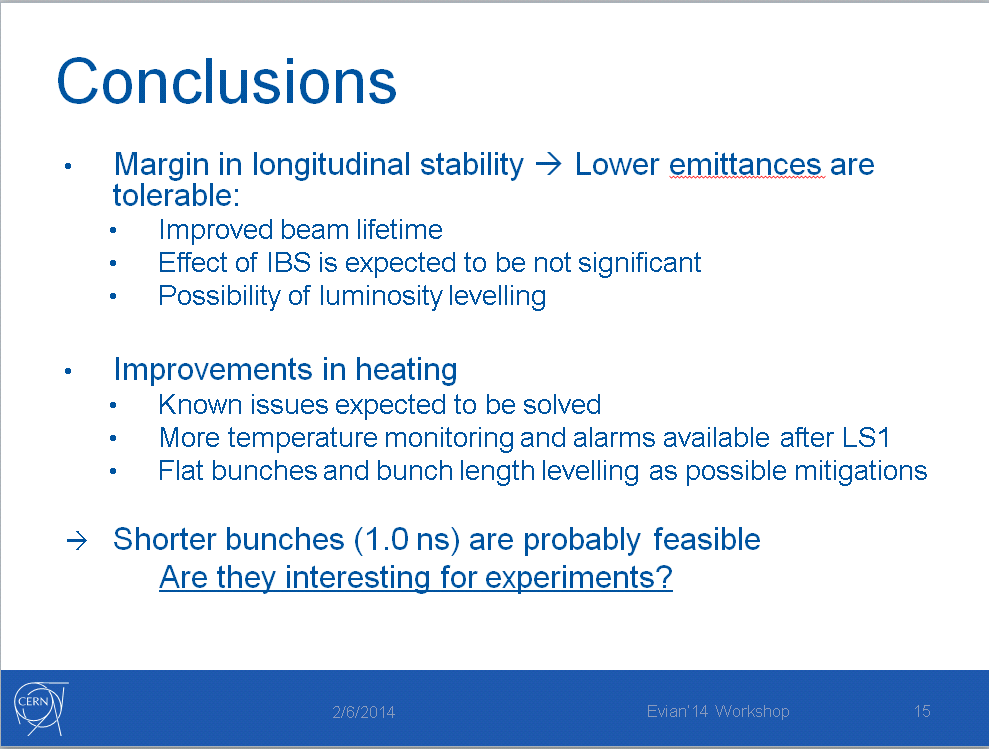 Conclusions
• Margin in longitudinal stability → Lower emittances are
tolerable:
• Improved beam lifetime
• Effect of IBS is expected to be not significant
• Possibility of luminosity levelling
• Improvements in heating
• Known issues expected to be solved
• More temperature monitoring and alarms available after LS1
• Flat bunches and bunch length levelling as possible mitigations
→ Shorter bunches (1.0 ns) are probably feasible
Are they interesting for experiments?
CERN
2/6/2014
Evian'14 Workshop
15